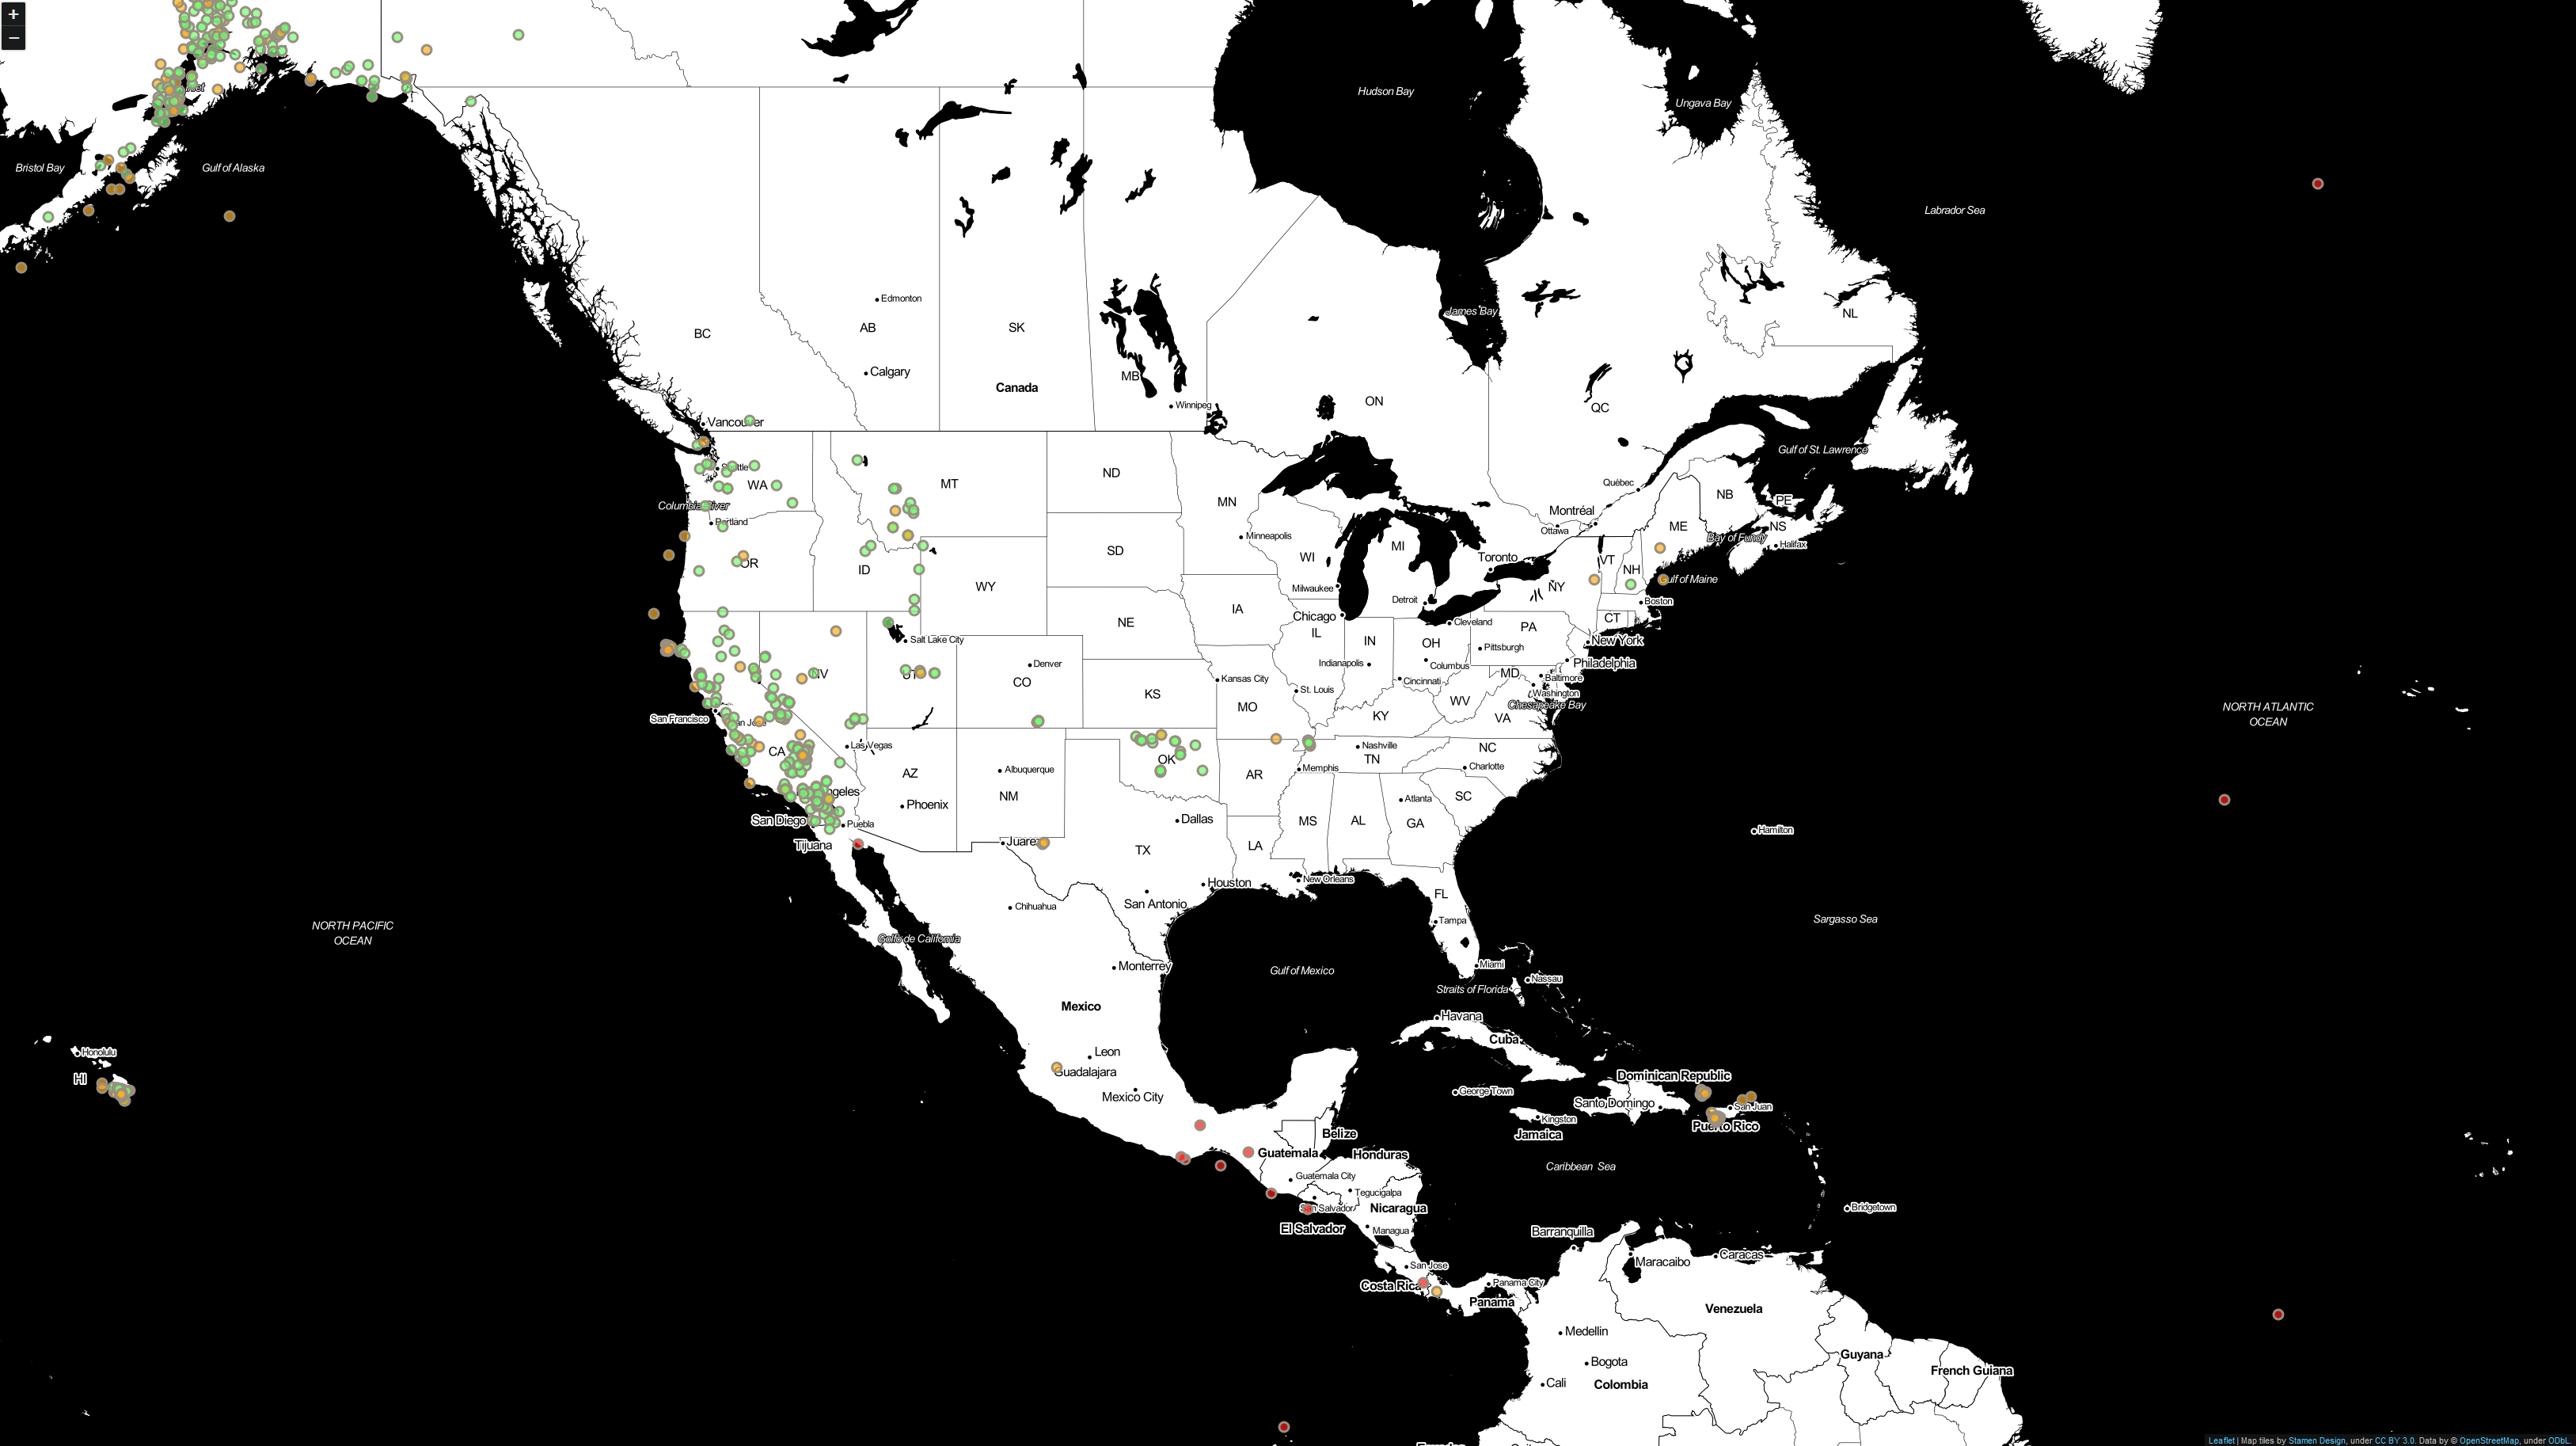 +
−
Hudson Bay
Ungava Bay
Bristol Bay
Gulf of Alaska
Labrador Sea
Edmonton
BC
AB
SK
James Bay
NL
Calgary
MB
Canada
Winnipeg
ON
QC
Vancouver
Gulf of St. Lawrence
WA
MT
ND
MN
Québec
NB
PE
Columbia River
Portland
Montréal
ME
NS
Ottawa
Minneapolis
Bay of Fundy
Halifax
OR
ID
SD
WI
MI
Toronto
VT
NH
Gulf of Maine
WY
Milwaukee
NY
Detroit
Boston
IA
Chicago
CT
NE
IL
Cleveland
PA
Salt Lake City
IN
OH
Pittsburgh
New York
Denver
Indianapolis
Columbus
Philadelphia
NV
UT
CO
Kansas City
Cincinnati
MD
Baltimore
St. Louis
Washington
KS
WV
Chesapeake Bay
MO
KY
VA
San Francisco
NORTH ATLANTIC
OCEAN
CA
Las Vegas
Nashville
NC
OK
TN
AZ
Albuquerque
AR
Memphis
Charlotte
NM
SC
Phoenix
Atlanta
San Diego
Puebla
Dallas
MS
AL
GA
Hamilton
Tijuana
TX
LA
Houston
New Orleans
FL
Chihuahua
San Antonio
Tampa
Sargasso Sea
NORTH PACIFIC
OCEAN
Golfo de California
Monterrey
Gulf of Mexico
Miami
Nassau
Straits of Florida
Mexico
Havana
Cuba
Honolulu
HI
Leon
Guadalajara
Dominican Republic
Mexico City
George Town
Santo Domingo
San Juan
Kingston
Puerto Rico
Belize
Jamaica
Guatemala
Honduras
Caribbean Sea
Guatemala City
Tegucigalpa
San Salvador
Nicaragua
Bridgetown
El Salvador
Managua
Barranquilla
San Jose
Maracaibo
Caracas
Costa Rica
Panama City
Panama
Venezuela
Medellin
Bogota
Guyana
Cali
Colombia
French Guiana
Leaflet | Map tiles by Stamen Design, under CC BY 3.0. Data by © OpenStreetMap, under ODbL.